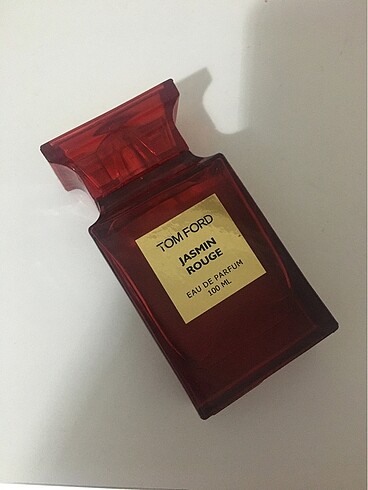 TOM FORD
JASMIN
ROUGE
EAU DE PARFUM
100 ML